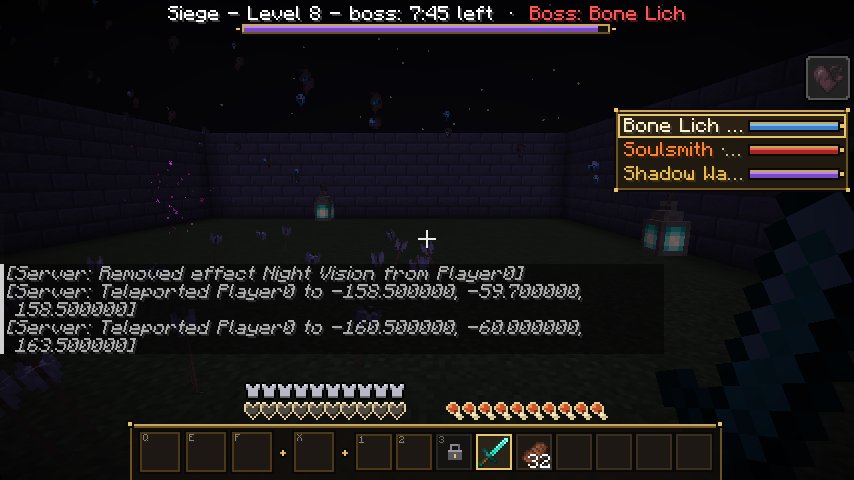 Siege – Level 8 – boss: 7:45 left · Boss: Bone Lich
Bone Lich ...
Soulsmith ·...
Shadow Wa...
[Server: Removed effect Night Vision from Player0]
[Server: Teleported Player0 to -158.500000, -59.700000,
158.500000]
[Server: Teleported Player0 to -160.500000, -60.000000,
163.500000]
Q E F X 1 2 3
32